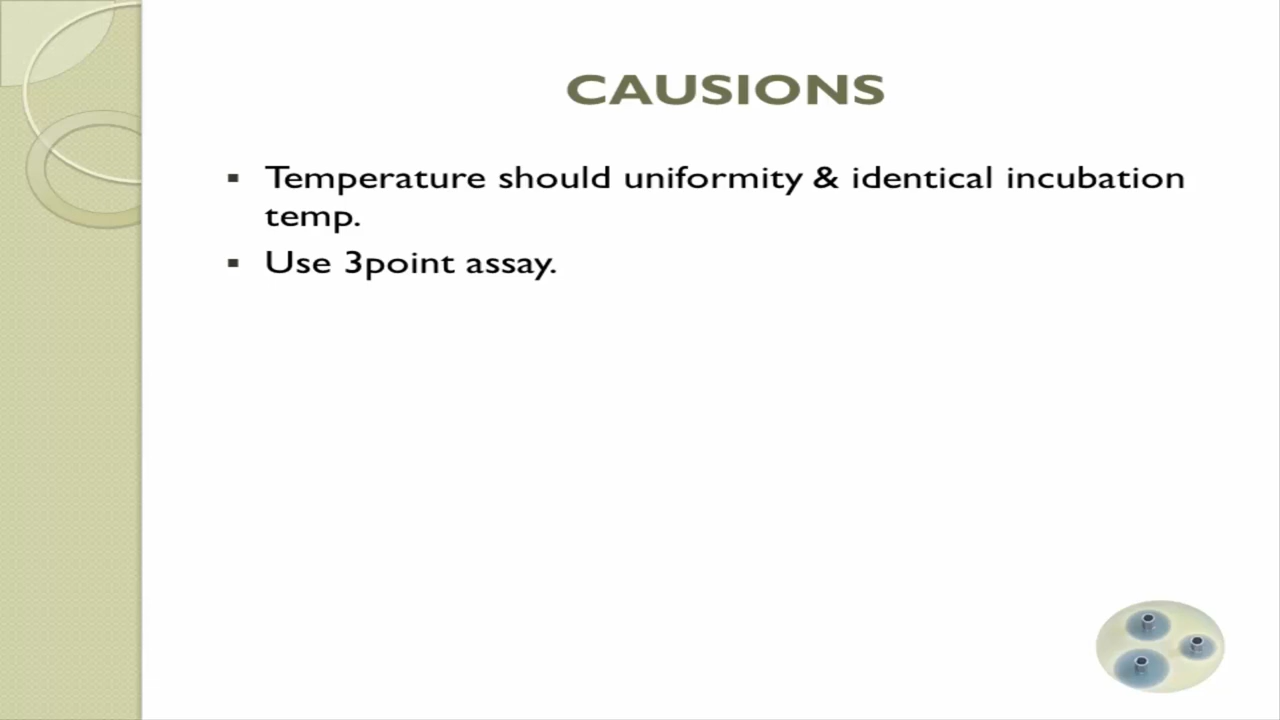 CAUSIONS
▪ Temperature should uniformity & identical incubation
temp.
▪ Use 3point assay.